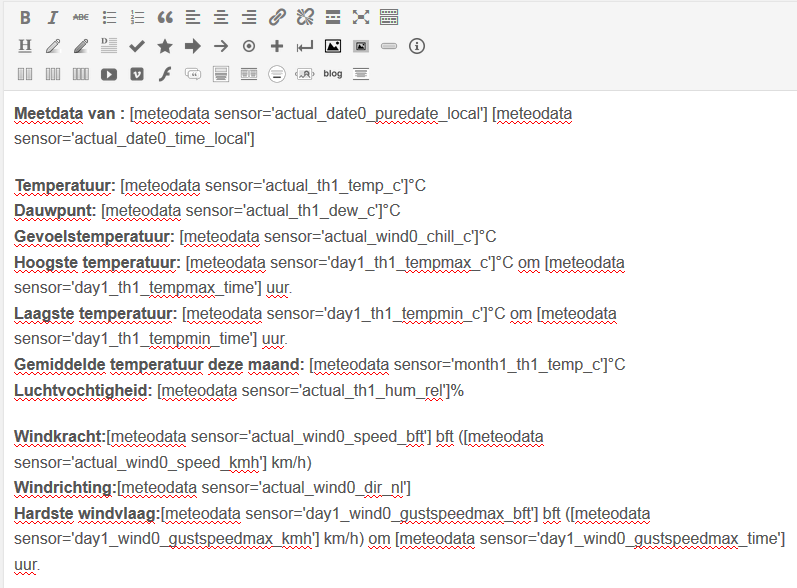 B I ABC
H D
blog
Meetdata van : [meteodata sensor='actual_date0_puredate_local'] [meteodata
sensor='actual_date0_time_local']
Temperatuur: [meteodata sensor='actual_th1_temp_c']°C
Dauwpunt: [meteodata sensor='actual_th1_dew_c']°C
Gevoelstemperatuur: [meteodata sensor='actual_wind0_chill_c']°C
Hoogste temperatuur: [meteodata sensor='day1_th1_tempmax_c']°C om [meteodata
sensor='day1_th1_tempmax_time'] uur.
Laagste temperatuur: [meteodata sensor='day1_th1_tempmin_c']°C om [meteodata
sensor='day1_th1_tempmin_time'] uur.
Gemiddelde temperatuur deze maand: [meteodata sensor='month1_th1_temp_c']°C
Luchtvochtigheid: [meteodata sensor='actual_th1_hum_rel']%
Windkracht:[meteodata sensor='actual_wind0_speed_bft'] bft ([meteodata
sensor='actual_wind0_speed_kmh'] km/h)
Windrichting:[meteodata sensor='actual_wind0_dir_nl']
Hardste windvlaag:[meteodata sensor='day1_wind0_gustspeedmax_bft'] bft ([meteodata
sensor='day1_wind0_gustspeedmax_kmh'] km/h) om [meteodata sensor='day1_wind0_gustspeedmax_time']
uur.